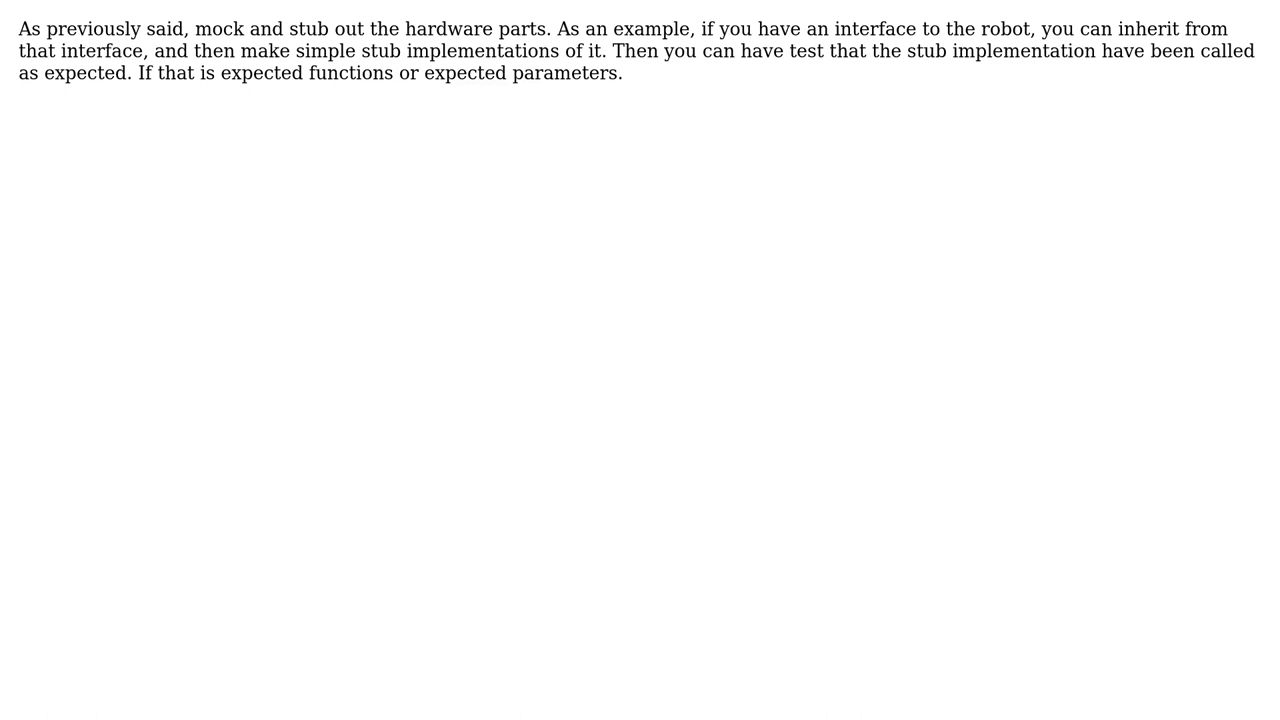 As previously said, mock and stub out the hardware parts. As an example, if you have an interface to the robot, you can inherit from
that interface, and then make simple stub implementations of it. Then you can have test that the stub implementation have been called
as expected. If that is expected functions or expected parameters.